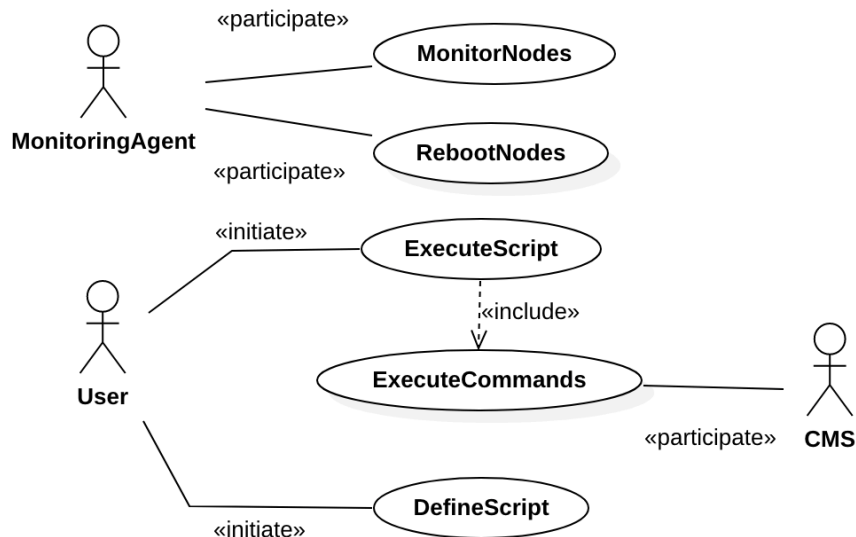 «participate»
MonitorNodes
MonitoringAgent
RebootNodes
«participate»
«initiate»
ExecuteScript
«include»
ExecuteCommands
User
«participate»
CMS
DefineScript
«initiate»